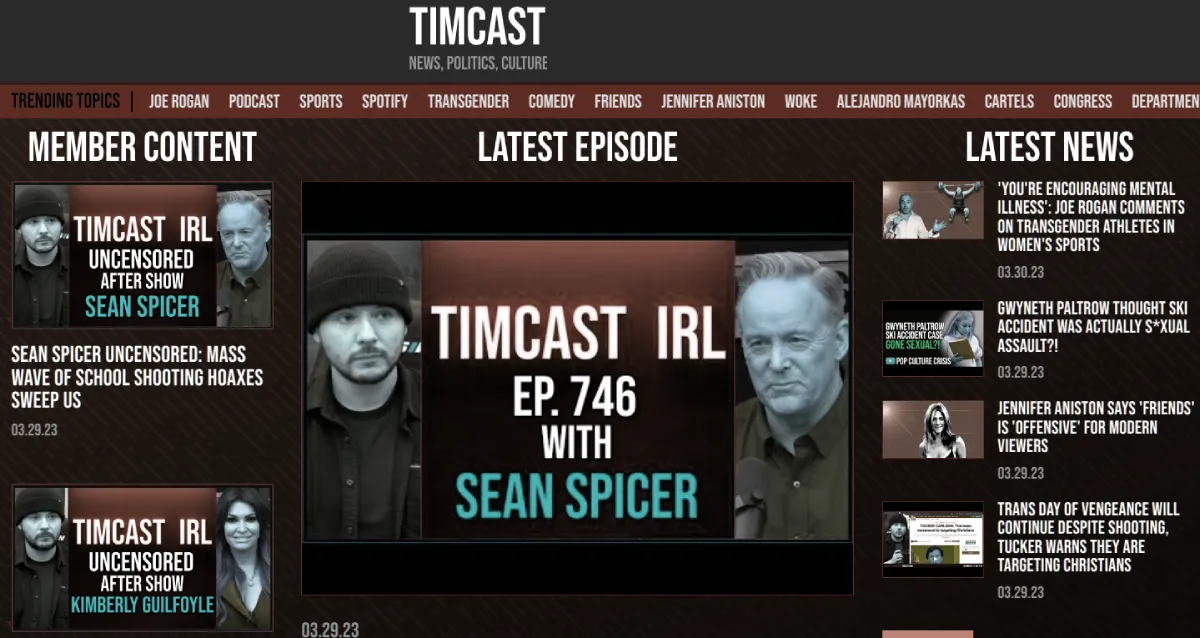 TIMCAST
NEWS, POLITICS, CULTURE
TRENDING TOPICS | JOE ROGAN PODCAST SPORTS SPOTIFY TRANSGENDER COMEDY FRIENDS JENNIFER ANISTON WOKE ALEJANDRO MAYORKAS CARTELS CONGRESS DEPARTMEN
MEMBER CONTENT
TIMCAST IRL
UNCENSORED
AFTER SHOW
SEAN SPICER
SEAN SPICER UNCENSORED: MASS
WAVE OF SCHOOL SHOOTING HOAXES
SWEEP US
03.29.23
TIMCAST IRL
UNCENSORED
AFTER SHOW
KIMBERLY GUILFOYLE
LATEST EPISODE
TIMCAST IRL
EP. 746
WITH
SEAN SPICER
03.29.23
LATEST NEWS
'YOU'RE ENCOURAGING MENTAL
ILLNESS': JOE ROGAN COMMENTS
ON TRANSGENDER ATHLETES IN
WOMEN'S SPORTS
03.30.23
GWYNETH PALTROW
SKI ACCIDENT CASE
GONE SEXUAL?!
POP CULTURE CRISIS
GWYNETH PALTROW THOUGHT SKI
ACCIDENT WAS ACTUALLY S*XUAL
ASSAULT?!
03.29.23
JENNIFER ANISTON SAYS 'FRIENDS'
IS 'OFFENSIVE' FOR MODERN
VIEWERS
03.29.23
TRANS DAY OF VENGEANCE WILL
CONTINUE DESPITE SHOOTING,
TUCKER WARNS THEY ARE
TARGETING CHRISTIANS
03.29.23